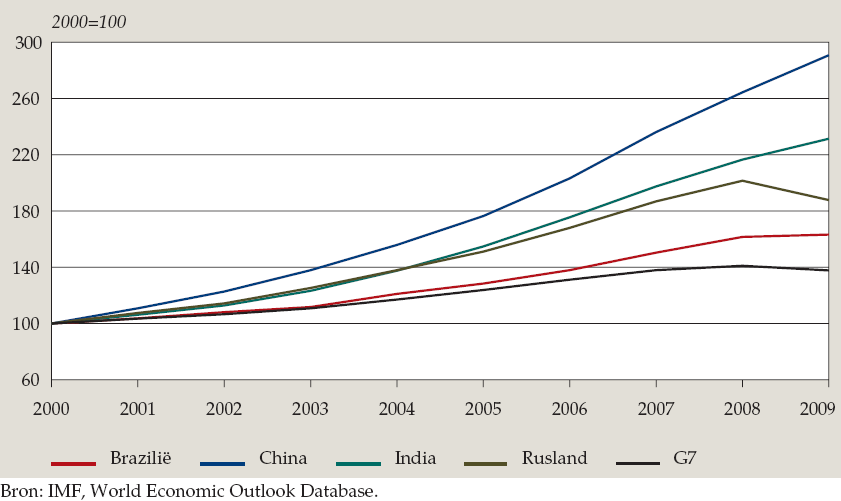 2000=100
300
260
220
180
140
100
60
2000 2001 2002 2003 2004 2005 2006 2007 2008 2009
Brazilië China India Rusland G7
Bron: IMF, World Economic Outlook Database.